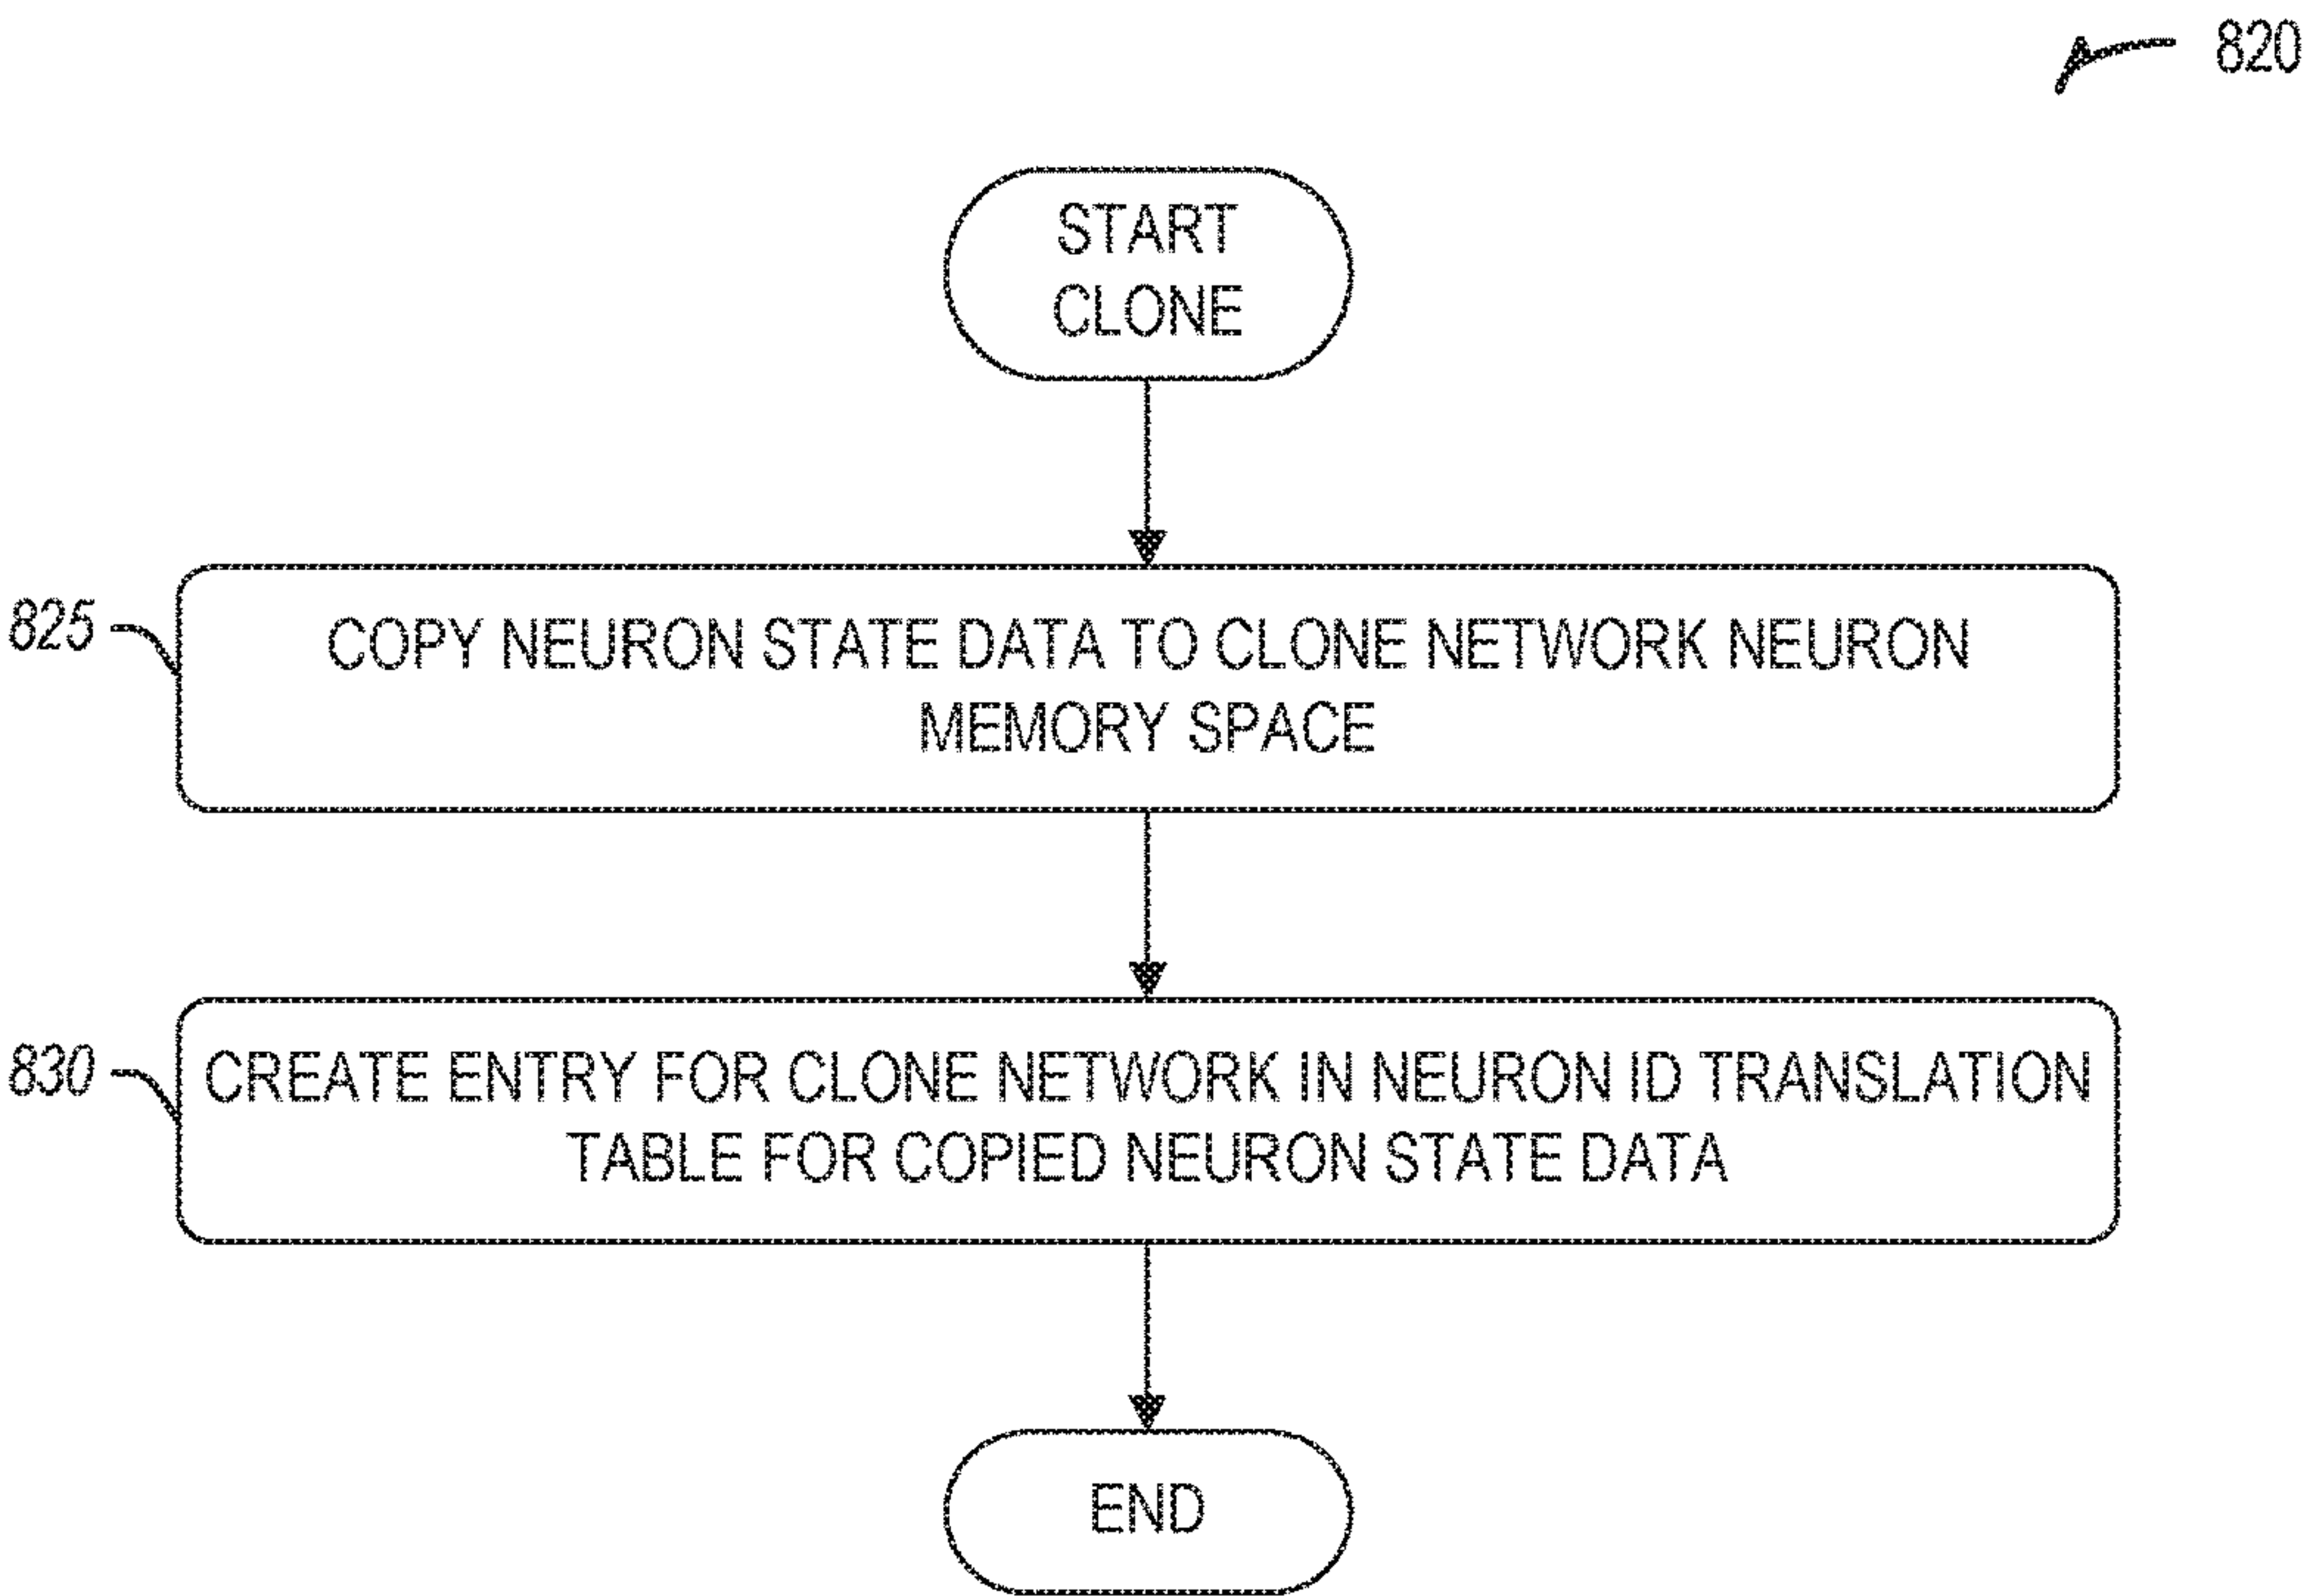 820
START
CLONE
825
COPY NEURON STATE DATA TO CLONE NETWORK NEURON
MEMORY SPACE
830
CREATE ENTRY FOR CLONE NETWORK IN NEURON ID TRANSLATION
TABLE FOR COPIED NEURON STATE DATA
END